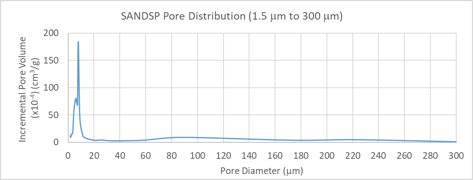 SANDSP Pore Distribution (1.5 µm to 300 µm)
Incremental Pore Volume
(x10⁻⁴) (cm³/g)
200
150
100
50
0
0 20 40 60 80 100 120 140 160 180 200 220 240 260 280 300
Pore Diameter (µm)